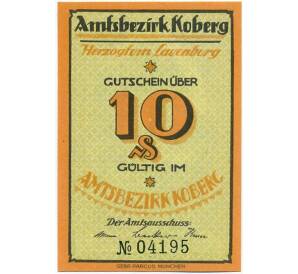 Amtsbezirk Koberg
Herzogtum Lauenburg
GUTSCHEIN ÜBER
10
GÜLTIG IM
AMTSBEZIRK KOBERG
Der Amtsausschuss:
№ 04195
GEBR. PARCUS, MÜNCHEN